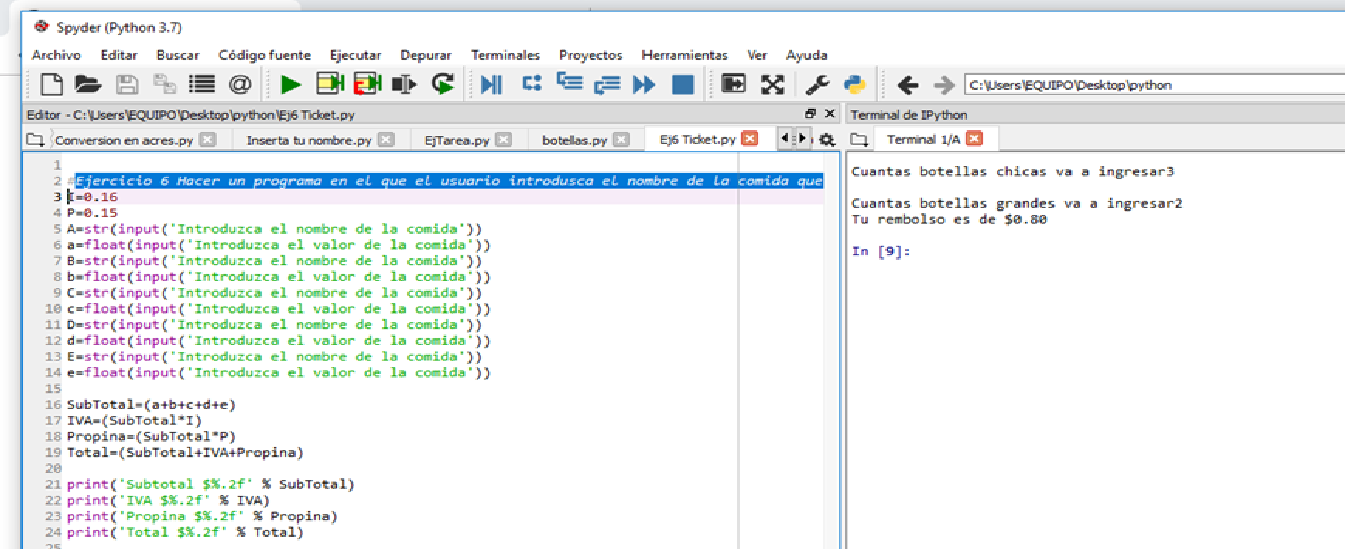 Spyder (Python 3.7)
Archivo Editar Buscar Código fuente Ejecutar Depurar Terminales Proyectos Herramientas Ver Ayuda
C:\Users\EQUIPO\Desktop\python
Editor - C:\Users\EQUIPO\Desktop\python\Ej6 Ticket.py
Conversion en acres.py Inserta tu nombre.py EjTarea.py botellas.py Ej6 Ticket.py
1
2 #Ejercicio 6 Hacer un programa en el que el usuario introdusca el nombre de la comida que
3 I=0.16
4 P=0.15
5 A=str(input('Introduzca el nombre de la comida'))
6 a=float(input('Introduzca el valor de la comida'))
7 B=str(input('Introduzca el nombre de la comida'))
8 b=float(input('Introduzca el valor de la comida'))
9 C=str(input('Introduzca el nombre de la comida'))
10 c=float(input('Introduzca el valor de la comida'))
11 D=str(input('Introduzca el nombre de la comida'))
12 d=float(input('Introduzca el valor de la comida'))
13 E=str(input('Introduzca el nombre de la comida'))
14 e=float(input('Introduzca el valor de la comida'))
15
16 SubTotal=(a+b+c+d+e)
17 IVA=(SubTotal*I)
18 Propina=(SubTotal*P)
19 Total=(SubTotal+IVA+Propina)
20
21 print('Subtotal $%.2f' % SubTotal)
22 print('IVA $%.2f' % IVA)
23 print('Propina $%.2f' % Propina)
24 print('Total $%.2f' % Total)
25
Terminal de IPython
Terminal 1/A
Cuantas botellas chicas va a ingresar3
Cuantas botellas grandes va a ingresar2
Tu rembolso es de $0.80
In [9]: